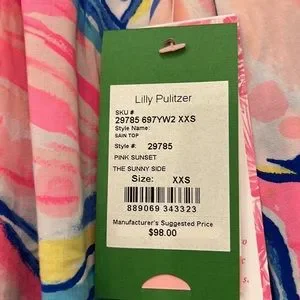 Lilly Pulitzer
SKU #
29785 697YW2 XXS
Style Name:
SAIN TOP
Style #: 29785
PINK SUNSET
THE SUNNY SIDE
Size: XXS
889069 343323
Manufacturer's Suggested Price
$98.00